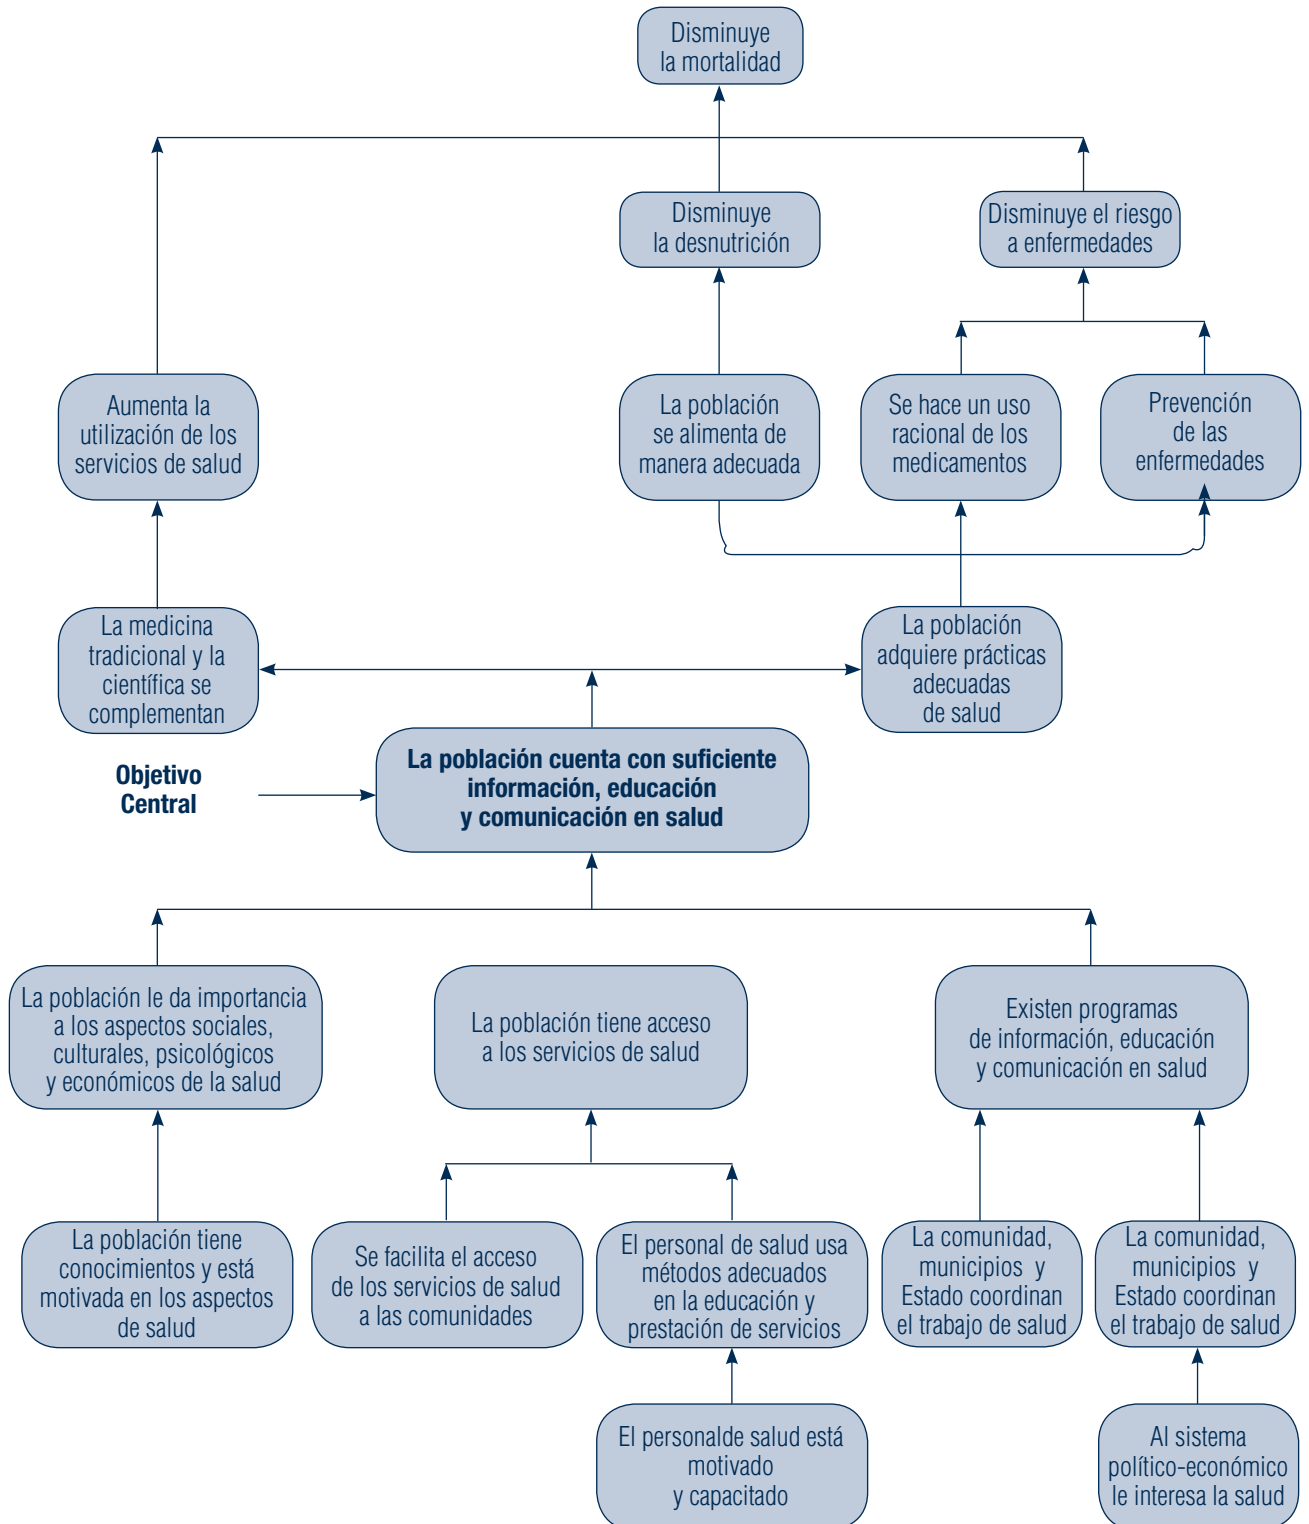 Disminuye
la mortalidad
Disminuye
la desnutrición
Disminuye el riesgo
a enfermedades
Aumenta la
utilización de los
servicios de salud
La población
se alimenta de
manera adecuada
Se hace un uso
racional de los
medicamentos
Prevención
de las
enfermedades
La medicina
tradicional y la
científica se
complementan
La población
adquiere prácticas
adecuadas
de salud
Objetivo
Central
La población cuenta con suficiente
información, educación
y comunicación en salud
La población le da importancia
a los aspectos sociales,
culturales, psicológicos
y económicos de la salud
La población tiene acceso
a los servicios de salud
Existen programas
de información, educación
y comunicación en salud
La población tiene
conocimientos y está
motivada en los aspectos
de salud
Se facilita el acceso
de los servicios de salud
a las comunidades
El personal de salud usa
métodos adecuados
en la educación y
prestación de servicios
La comunidad,
municipios y
Estado coordinan
el trabajo de salud
La comunidad,
municipios y
Estado coordinan
el trabajo de salud
El personalde salud está
motivado
y capacitado
Al sistema
político-económico
le interesa la salud